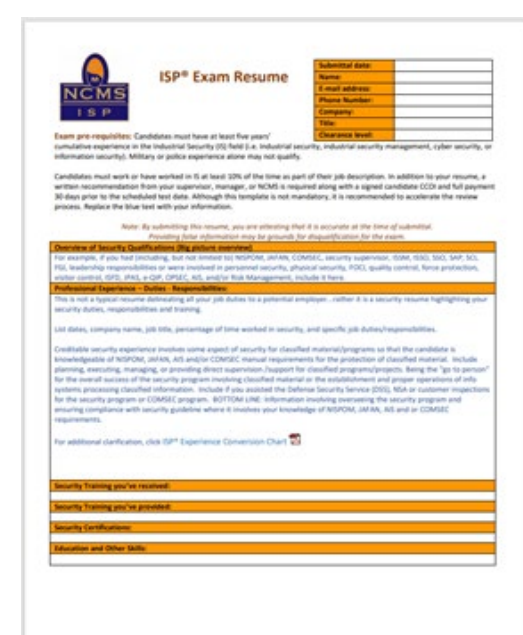 NCMS
ISP
ISP® Exam Resume
Submittal date:
Name:
E-mail address:
Phone Number:
Company:
Title:
Clearance level:
Exam pre-requisites: Candidates must have at least five years'
cumulative experience in the Industrial Security (IS) field (i.e. Industrial security, industrial security management, cyber security, or
information security). Military or police experience alone may not qualify.
Candidates must work or have worked in IS at least 10% of the time as part of their job description. In addition to your resume, a
written recommendation from your supervisor, manager, or NCMS is required along with a signed candidate CCOI and full payment
30 days prior to the scheduled test date. Although this template is not mandatory, it is recommended to accelerate the review
process. Replace the blue text with your information.
Note: By submitting this resume, you are attesting that it is accurate at the time of submittal.
Providing false information may be grounds for disqualification for the exam.
Overview of Security Qualifications (Big picture overview)
For example, if you had (including, but not limited to) NISPOM, JAFAN, COMSEC, security supervisor, ISSM, ISSO, SSO, SAP, SCI,
FGI, leadership responsibilities or were involved in personnel security, physical security, FOCI, quality control, force protection,
visitor control, ISFD, JPAS, e-QIP, OPSEC, AIS, and/or Risk Management, include it here.
Professional Experience – Duties - Responsibilities:
This is not a typical resume delineating all your job duties to a potential employer...rather it is a security resume highlighting your
security duties, responsibilities and training.
List dates, company name, job title, percentage of time worked in security, and specific job duties/responsibilities.
Creditable security experience involves some aspect of security for classified material/programs so that the candidate is
knowledgeable of NISPOM, JAFAN, AIS and/or COMSEC manual requirements for the protection of classified material. Include
planning, executing, managing, or providing direct supervision /support for classified programs/projects. Being the "go to person"
for the overall success of the security program involving classified material or the establishment and proper operations of info
systems processing classified information. Include if you assisted the Defense Security Service (DSS), NSA or customer inspections
for the security program or COMSEC program. BOTTOM LINE: Information involving overseeing the security program and
ensuring compliance with security guideline where it involves your knowledge of NISPOM, JAFAN, AIS and or COMSEC
requirements.
For additional clarification, click ISP® Experience Conversion Chart
Security Training you've received:
Security Training you've provided:
Security Certifications:
Education and Other Skills: